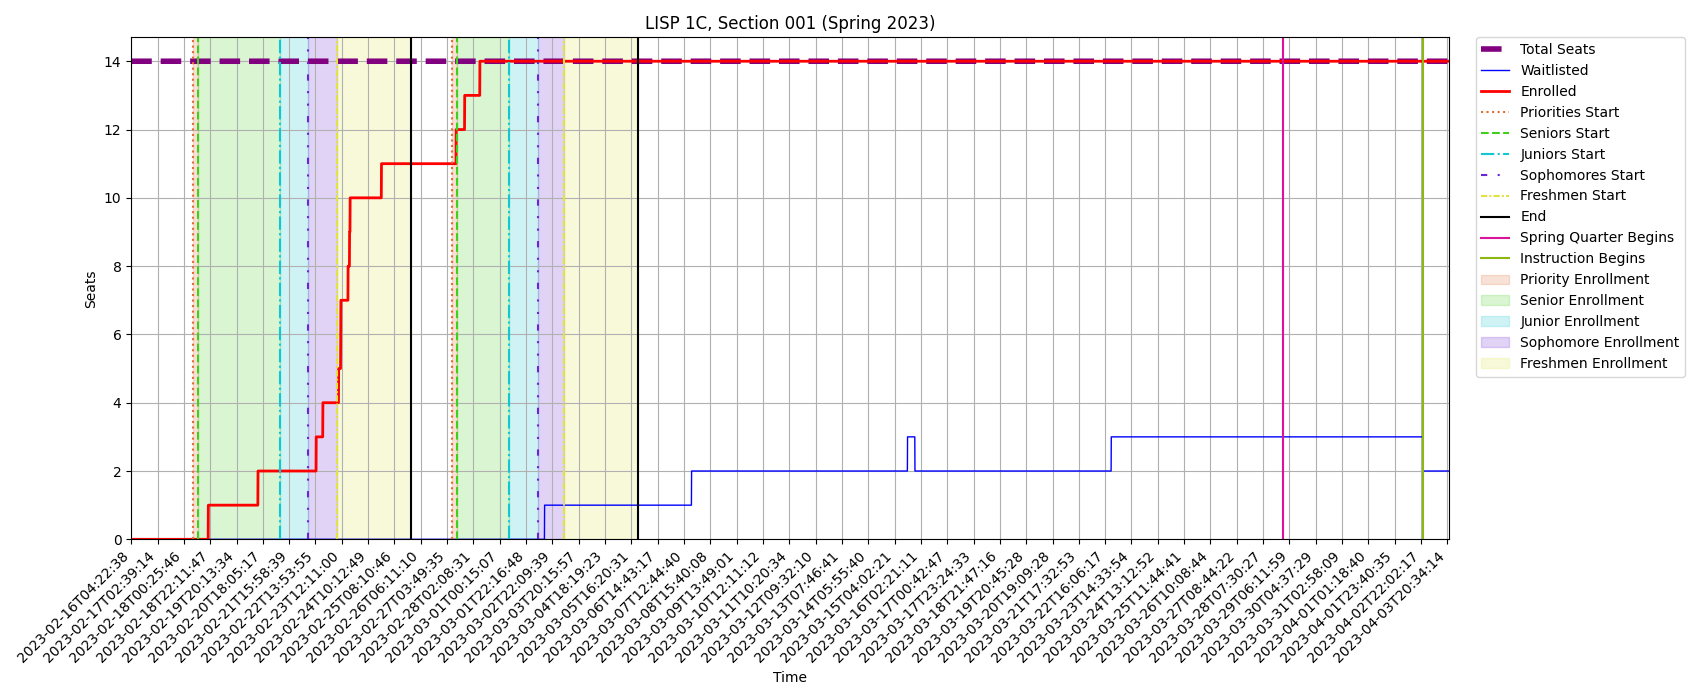 LISP 1C, Section 001 (Spring 2023)
14
12
10
8
6
4
2
0
Seats
2023-02-16T04:22:38
2023-02-17T02:39:14
2023-02-18T00:25:46
2023-02-18T22:11:47
2023-02-19T20:13:34
2023-02-20T18:05:17
2023-02-21T15:58:39
2023-02-22T13:53:55
2023-02-23T12:11:00
2023-02-24T10:12:49
2023-02-25T08:10:46
2023-02-26T06:11:10
2023-02-27T03:49:35
2023-02-28T02:08:31
2023-03-01T00:15:07
2023-03-01T22:16:49
2023-03-02T22:09:39
2023-03-03T20:15:57
2023-03-04T18:19:23
2023-03-05T16:20:31
2023-03-06T14:43:17
2023-03-07T12:44:40
2023-03-08T15:40:08
2023-03-09T13:49:01
2023-03-10T12:11:12
2023-03-11T10:20:34
2023-03-12T09:32:10
2023-03-13T07:46:41
2023-03-14T05:55:40
2023-03-15T04:02:21
2023-03-16T02:21:11
2023-03-17T00:42:47
2023-03-17T23:24:33
2023-03-18T21:47:16
2023-03-19T20:45:28
2023-03-20T19:09:28
2023-03-21T17:32:53
2023-03-22T16:06:17
2023-03-23T14:33:54
2023-03-24T13:12:52
2023-03-25T11:44:41
2023-03-26T10:08:44
2023-03-27T08:44:22
2023-03-28T07:30:27
2023-03-29T06:11:59
2023-03-30T04:37:29
2023-03-31T02:58:09
2023-04-01T01:18:40
2023-04-01T23:40:35
2023-04-02T22:02:17
2023-04-03T20:34:14
Time
Total Seats
Waitlisted
Enrolled
Priorities Start
Seniors Start
Juniors Start
Sophomores Start
Freshmen Start
End
Spring Quarter Begins
Instruction Begins
Priority Enrollment
Senior Enrollment
Junior Enrollment
Sophomore Enrollment
Freshmen Enrollment